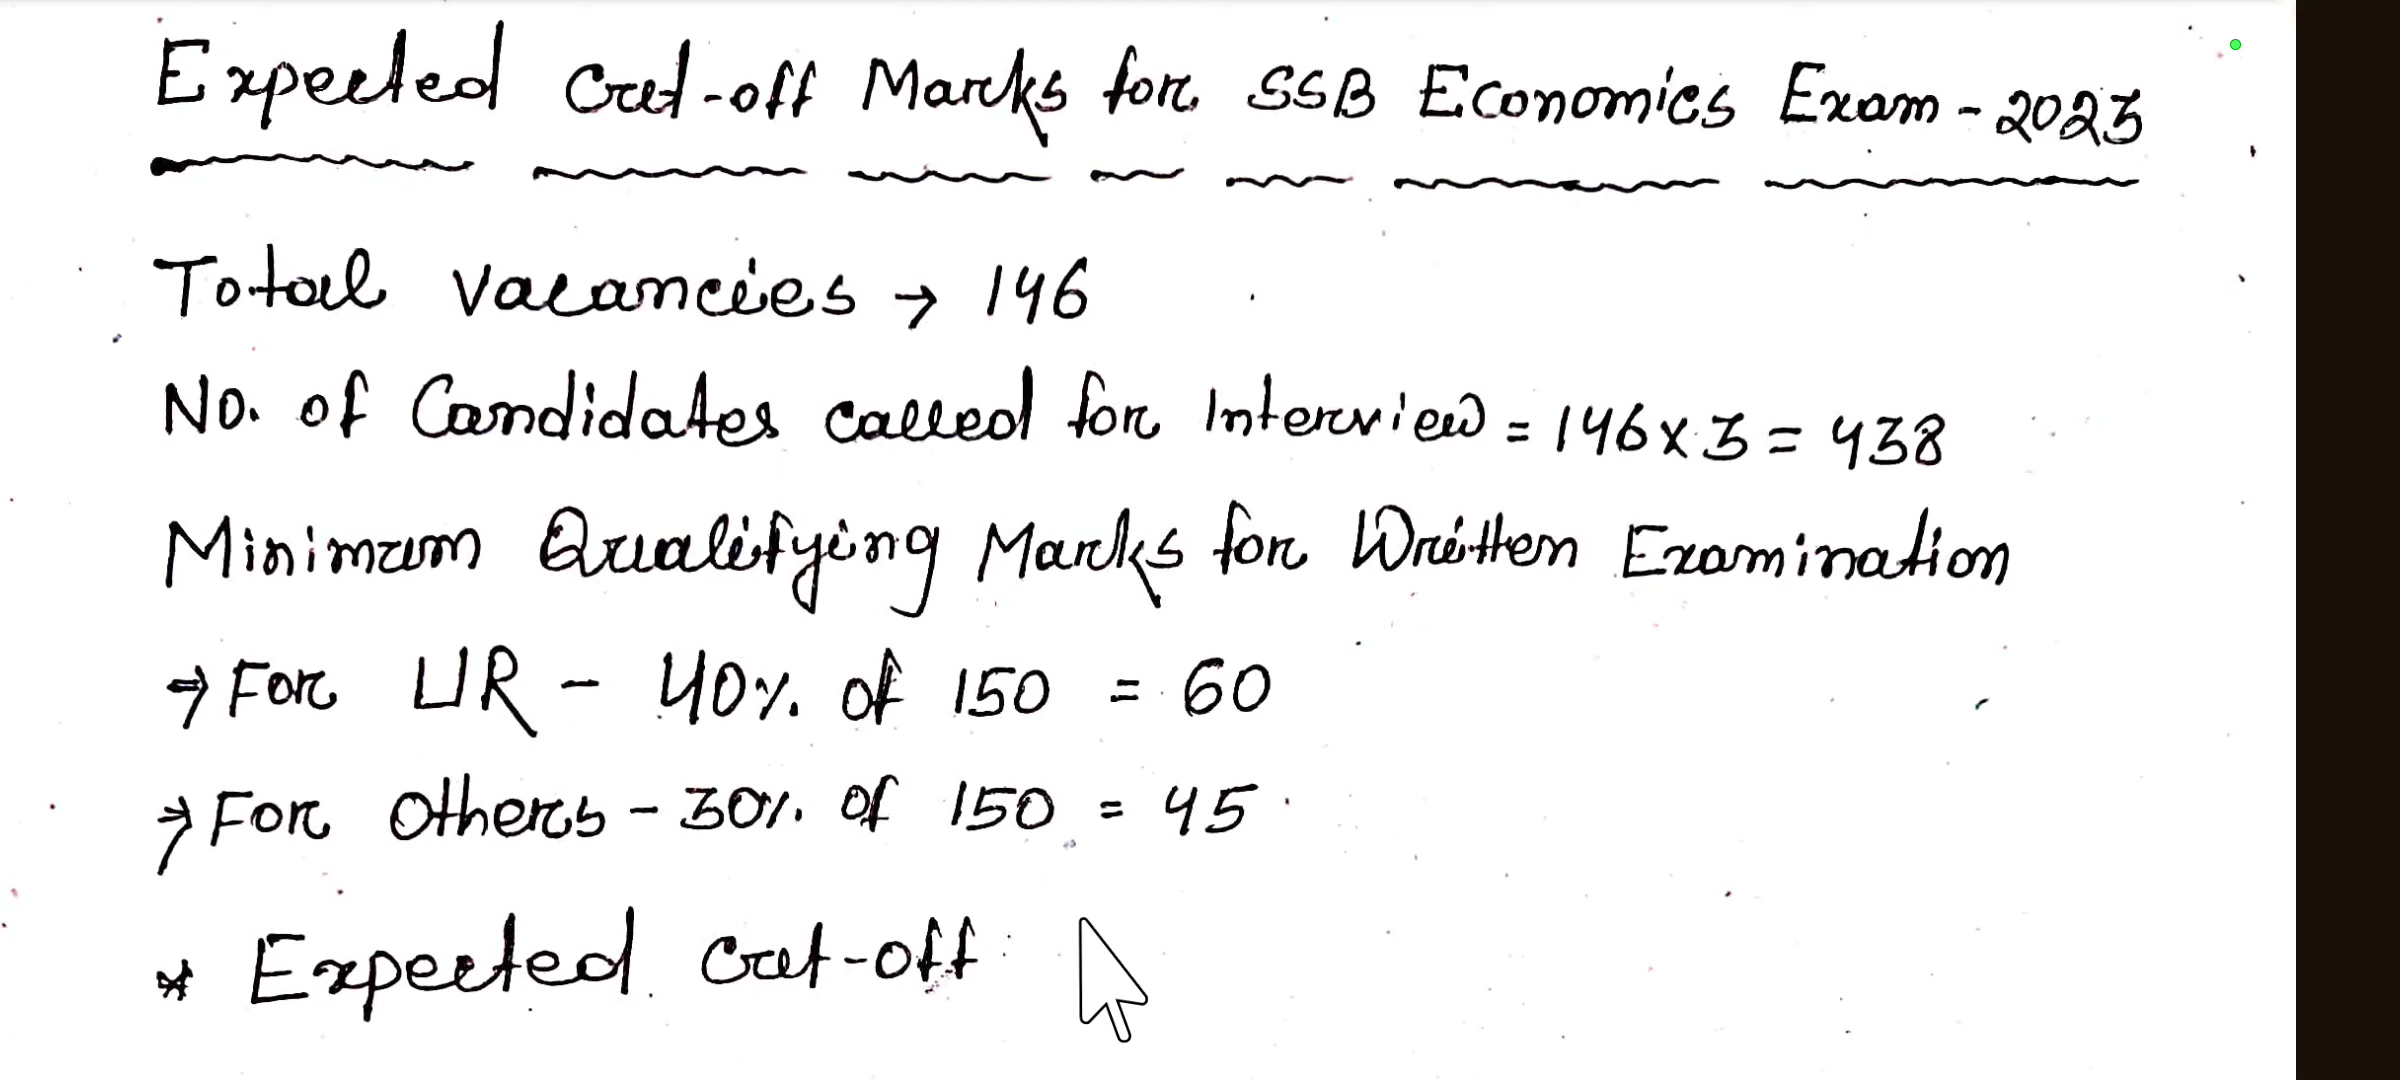 Expected Cut-off Marks for SSB Economics Exam - 2023
Total vacancies → 146
No. of Candidates called for Interview = 146 x 3 = 438
Minimum Qualifying Marks for Written Examination
⇒ For UR - 40% of 150 = 60
⇒ For Others - 30% of 150 = 45
* Expected cut-off